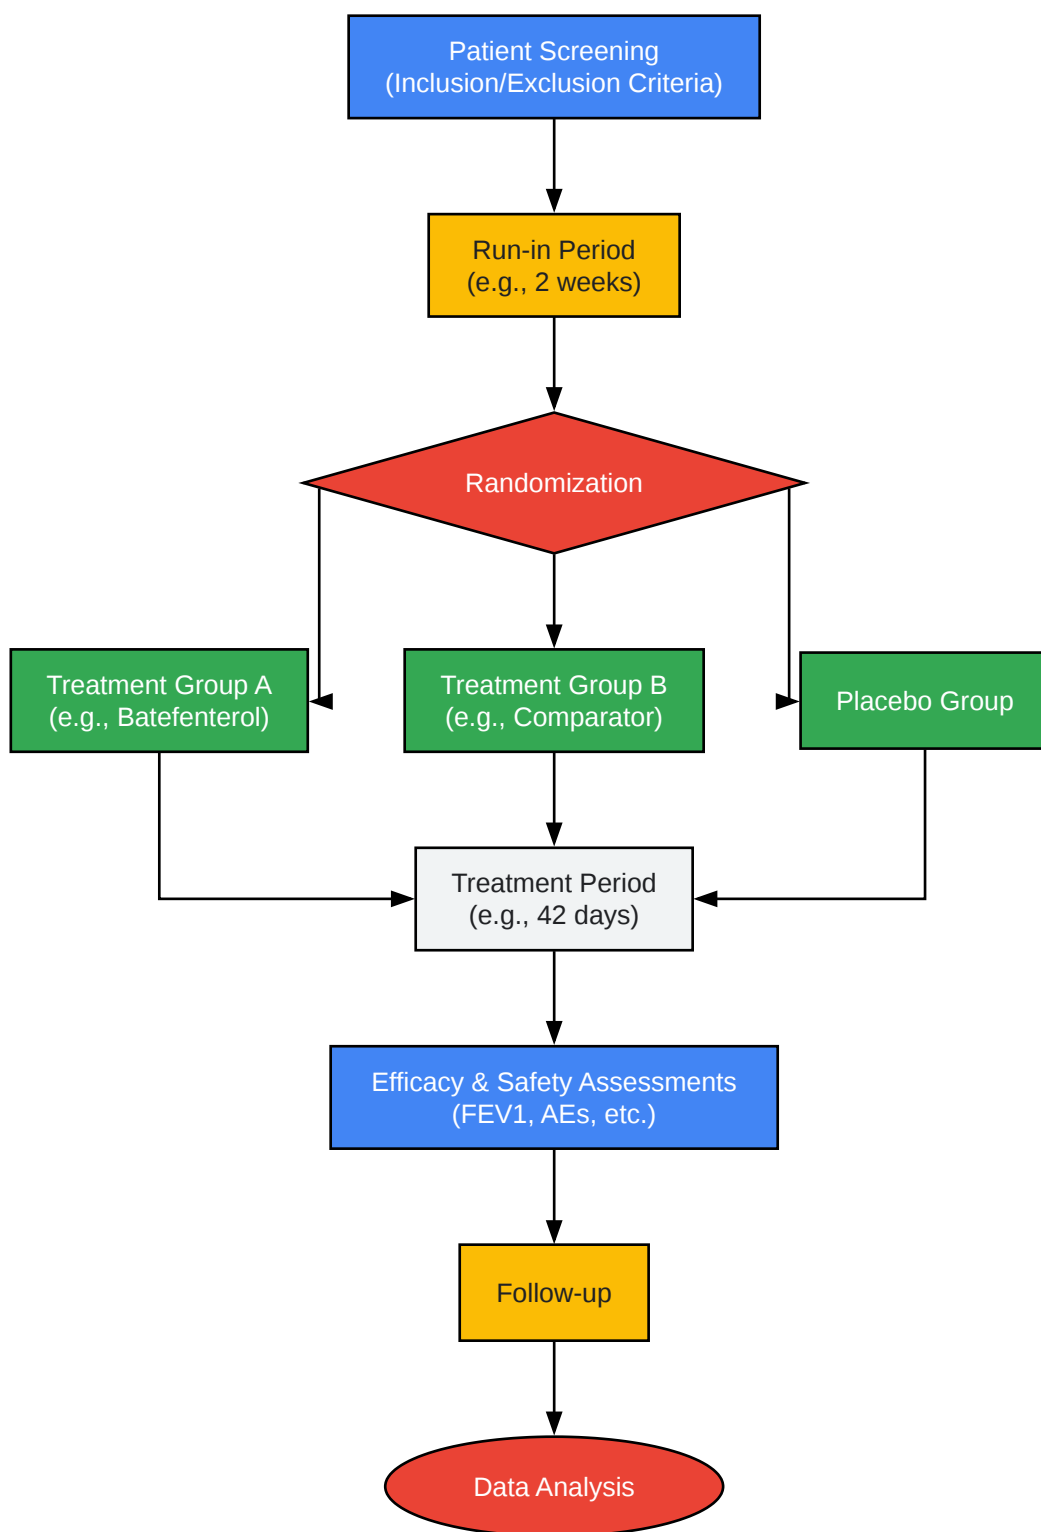 Patient Screening
(Inclusion/Exclusion Criteria)
Run-in Period
(e.g., 2 weeks)
Randomization
Treatment Group A
(e.g., Batefenterol)
Treatment Group B
(e.g., Comparator)
Placebo Group
Treatment Period
(e.g., 42 days)
Efficacy & Safety Assessments
(FEV1, AEs, etc.)
Follow-up
Data Analysis